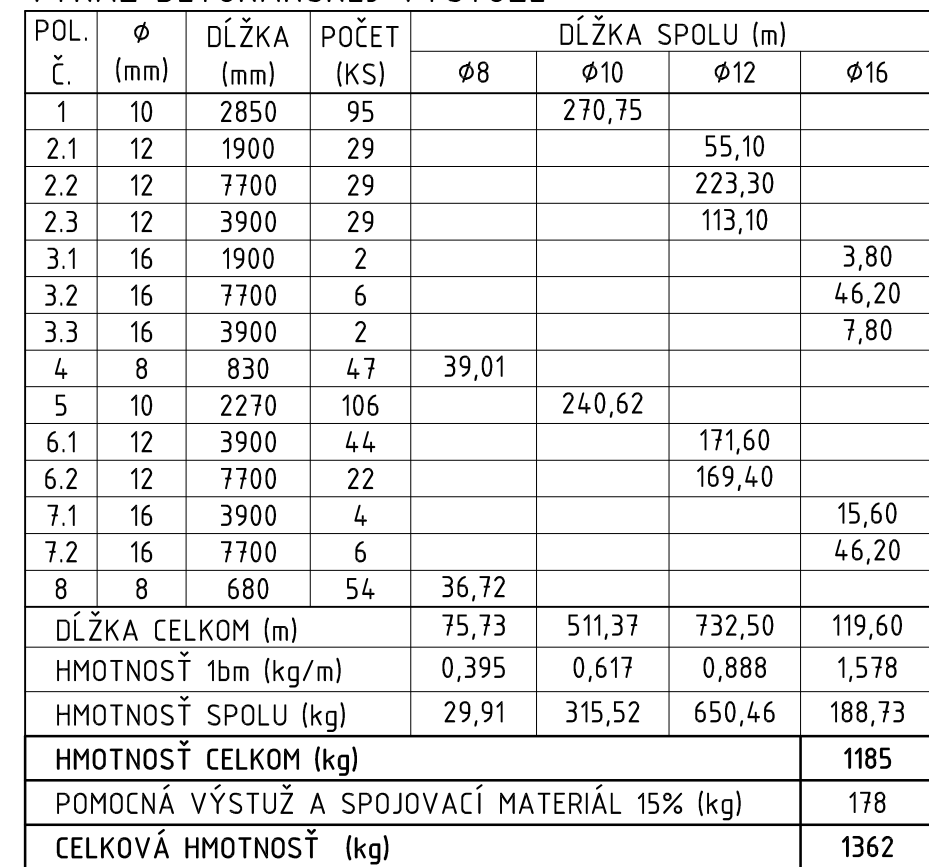 VÝKAZ BETONÁRSKEJ VÝSTUŽE
POL. Č. ϕ (mm) DĹŽKA (mm) POČET (KS) DĹŽKA SPOLU (m)
ϕ8 ϕ10 ϕ12 ϕ16
1 10 2850 95 270,75
2.1 12 1900 29 55,10
2.2 12 7700 29 223,30
2.3 12 3900 29 113,10
3.1 16 1900 2 3,80
3.2 16 7700 6 46,20
3.3 16 3900 2 7,80
4 8 830 47 39,01
5 10 2270 106 240,62
6.1 12 3900 44 171,60
6.2 12 7700 22 169,40
7.1 16 3900 4 15,60
7.2 16 7700 6 46,20
8 8 680 54 36,72
DĹŽKA CELKOM (m) 75,73 511,37 732,50 119,60
HMOTNOSŤ 1bm (kg/m) 0,395 0,617 0,888 1,578
HMOTNOSŤ SPOLU (kg) 29,91 315,52 650,46 188,73
HMOTNOSŤ CELKOM (kg) 1185
POMOCNÁ VÝSTUŽ A SPOJOVACÍ MATERIÁL 15% (kg) 178
CELKOVÁ HMOTNOSŤ (kg) 1362